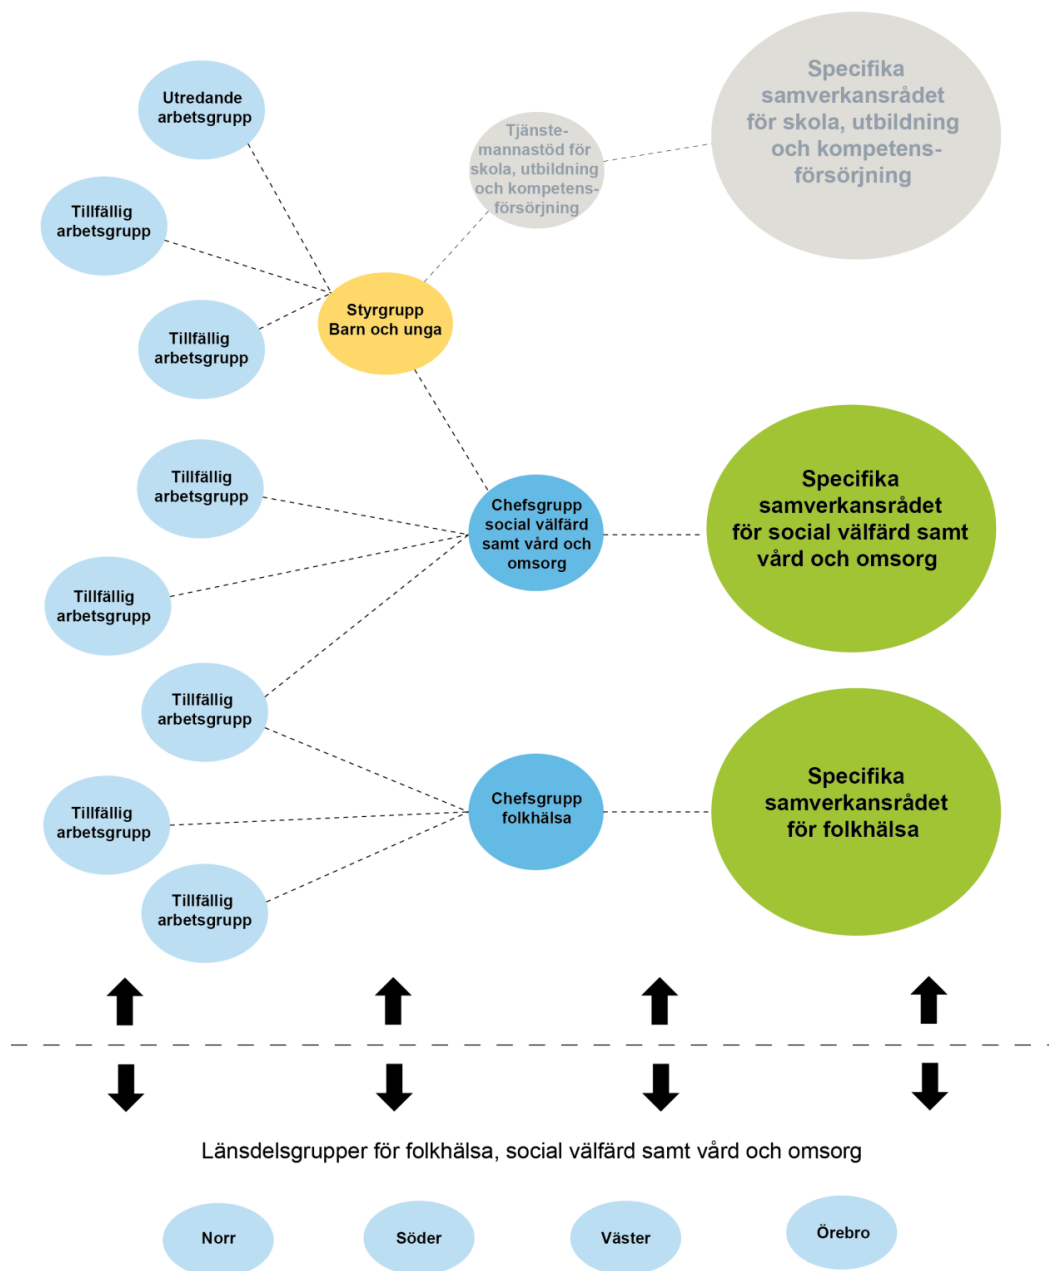 Specifika
samverkansrådet
för skola, utbildning
och kompetens-
försörjning
Tjänste-
mannastöd för
skola, utbildning
och kompetens-
försörjning
Utredande
arbetsgrupp
Tillfällig
arbetsgrupp
Tillfällig
arbetsgrupp
Styrgrupp
Barn och unga
Tillfällig
arbetsgrupp
Tillfällig
arbetsgrupp
Chefsgrupp
social välfärd
samt vård och
omsorg
Specifika
samverkansrådet
för social välfärd samt
vård och omsorg
Tillfällig
arbetsgrupp
Tillfällig
arbetsgrupp
Tillfällig
arbetsgrupp
Chefsgrupp
folkhälsa
Specifika
samverkansrådet
för folkhälsa
Länsdelsgrupper för folkhälsa, social välfärd samt vård och omsorg
Norr
Söder
Väster
Örebro